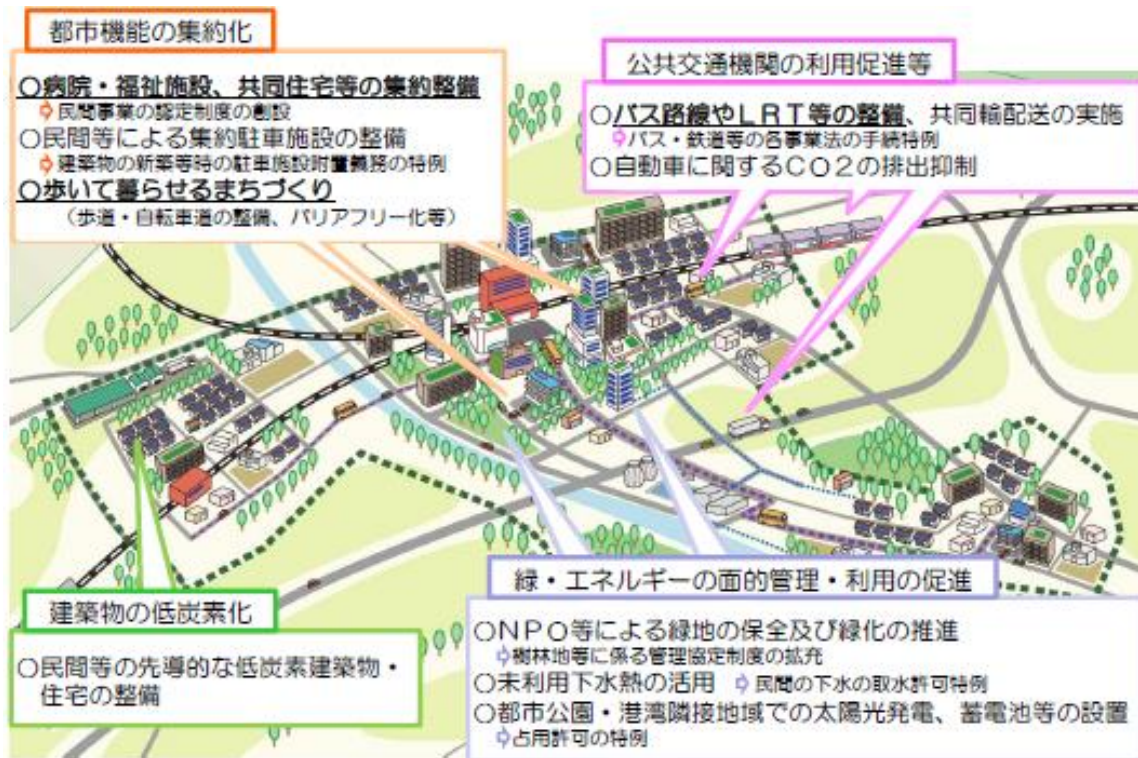 都市機能の集約化
○病院・福祉施設、共同住宅等の集約整備
⇨民間事業の認定制度の創設
○民間等による集約駐車施設の整備
⇨建築物の新築等時の駐車施設附置義務の特例
○歩いて暮らせるまちづくり
（歩道・自転車道の整備、バリアフリー化等）
公共交通機関の利用促進等
○バス路線やＬＲＴ等の整備、共同輸配送の実施
⇨バス・鉄道等の各事業法の手続特例
○自動車に関するＣＯ２の排出抑制
建築物の低炭素化
○民間等の先導的な低炭素建築物・
住宅の整備
緑・エネルギーの面的管理・利用の促進
○ＮＰＯ等による緑地の保全及び緑化の推進
⇨樹林地等に係る管理協定制度の拡充
○未利用下水熱の活用 ⇨民間の下水の取水許可特例
○都市公園・港湾隣接地域での太陽光発電、蓄電池等の設置
⇨占用許可の特例